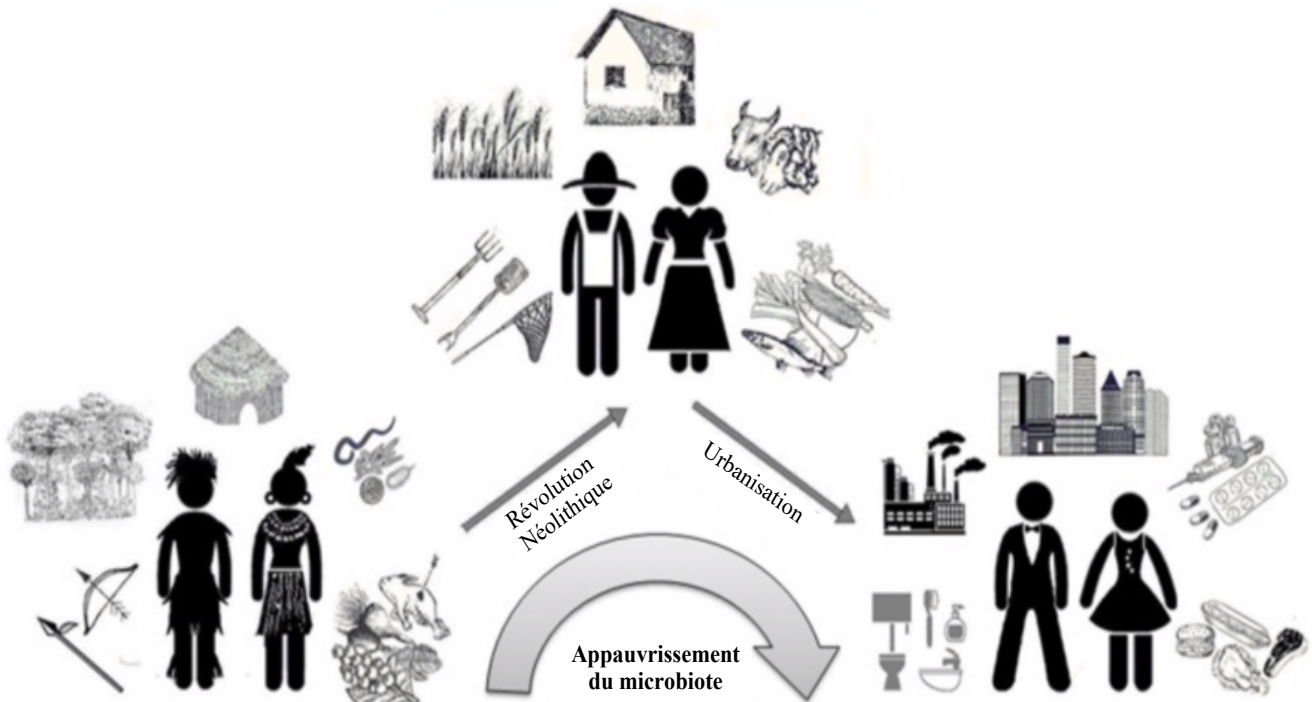 Révolution
Néolithique
Urbanisation
Appauvrissement
du microbiote